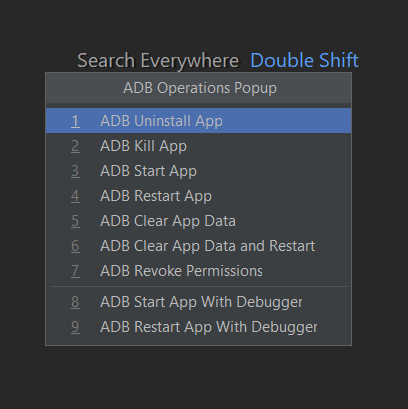 Search Everywhere Double Shift
ADB Operations Popup
1 ADB Uninstall App
2 ADB Kill App
3 ADB Start App
4 ADB Restart App
5 ADB Clear App Data
6 ADB Clear App Data and Restart
7 ADB Revoke Permissions
8 ADB Start App With Debugger
9 ADB Restart App With Debugger